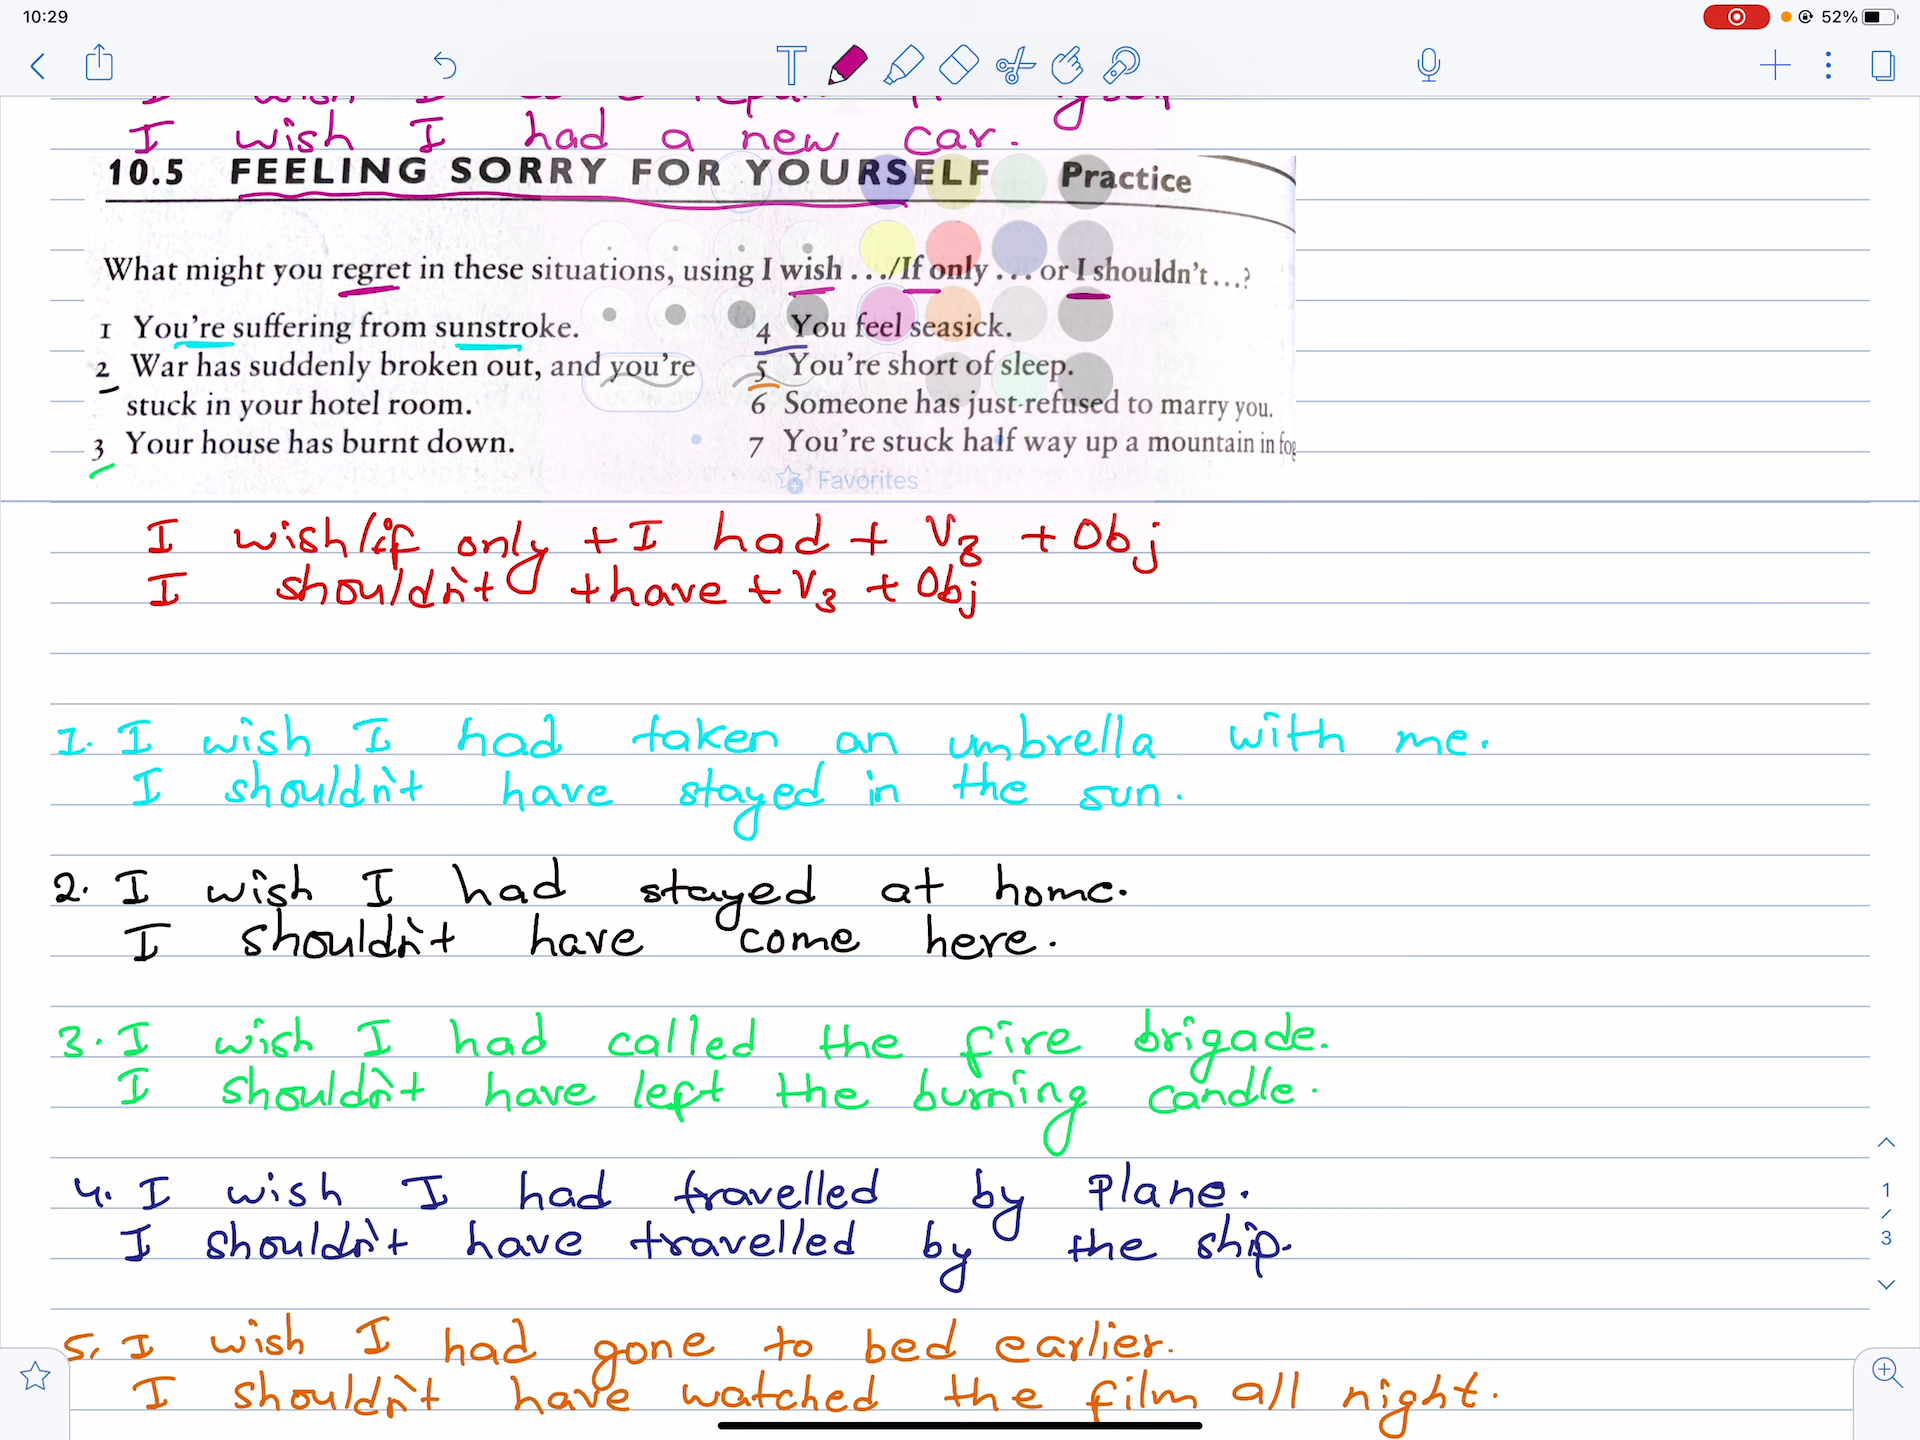 10:29
52%
I wish I had a new car.
10.5 FEELING SORRY FOR YOURSELF Practice
What might you regret in these situations, using I wish .../If only ... or I shouldn't ...?
1 You're suffering from sunstroke.
2 War has suddenly broken out, and you're
stuck in your hotel room.
3 Your house has burnt down.
4 You feel seasick.
5 You're short of sleep.
6 Someone has just refused to marry you.
7 You're stuck half way up a mountain in fog
Favorites
I wish/if only + I had + V3 + Obj
I shouldn't + have + V3 + Obj
1. I wish I had taken an umbrella with me.
I shouldn't have stayed in the sun.
2. I wish I had stayed at home.
I shouldn't have come here.
3. I wish I had called the fire brigade.
I shouldn't have left the burning candle.
4. I wish I had travelled by Plane.
I shouldn't have travelled by the ship.
5. I wish I had gone to bed earlier.
I shouldn't have watched the film all night.
1
/
3